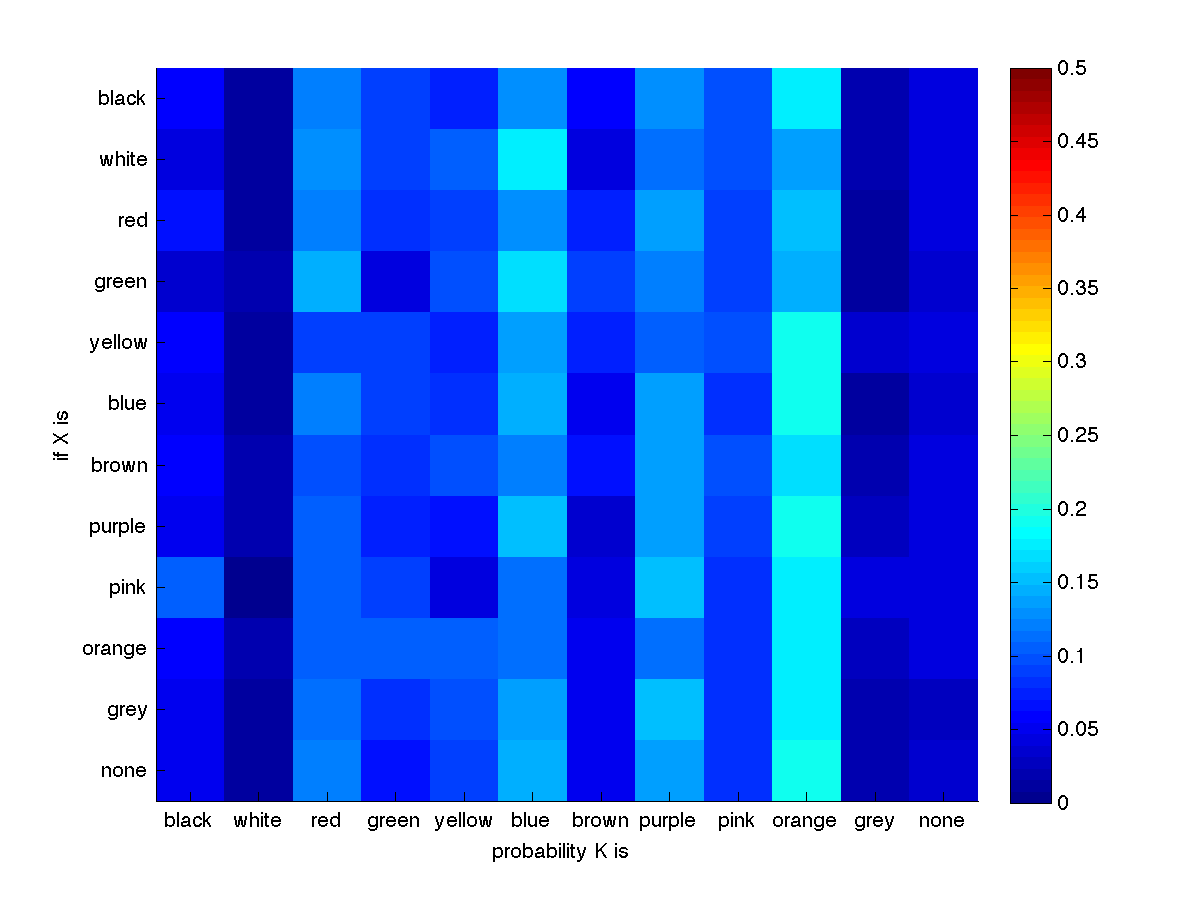 black
white
red
green
yellow
blue
brown
purple
pink
orange
grey
none
if X is
black white red green yellow blue brown purple pink orange grey none
probability K is
0.5
0.45
0.4
0.35
0.3
0.25
0.2
0.15
0.1
0.05
0